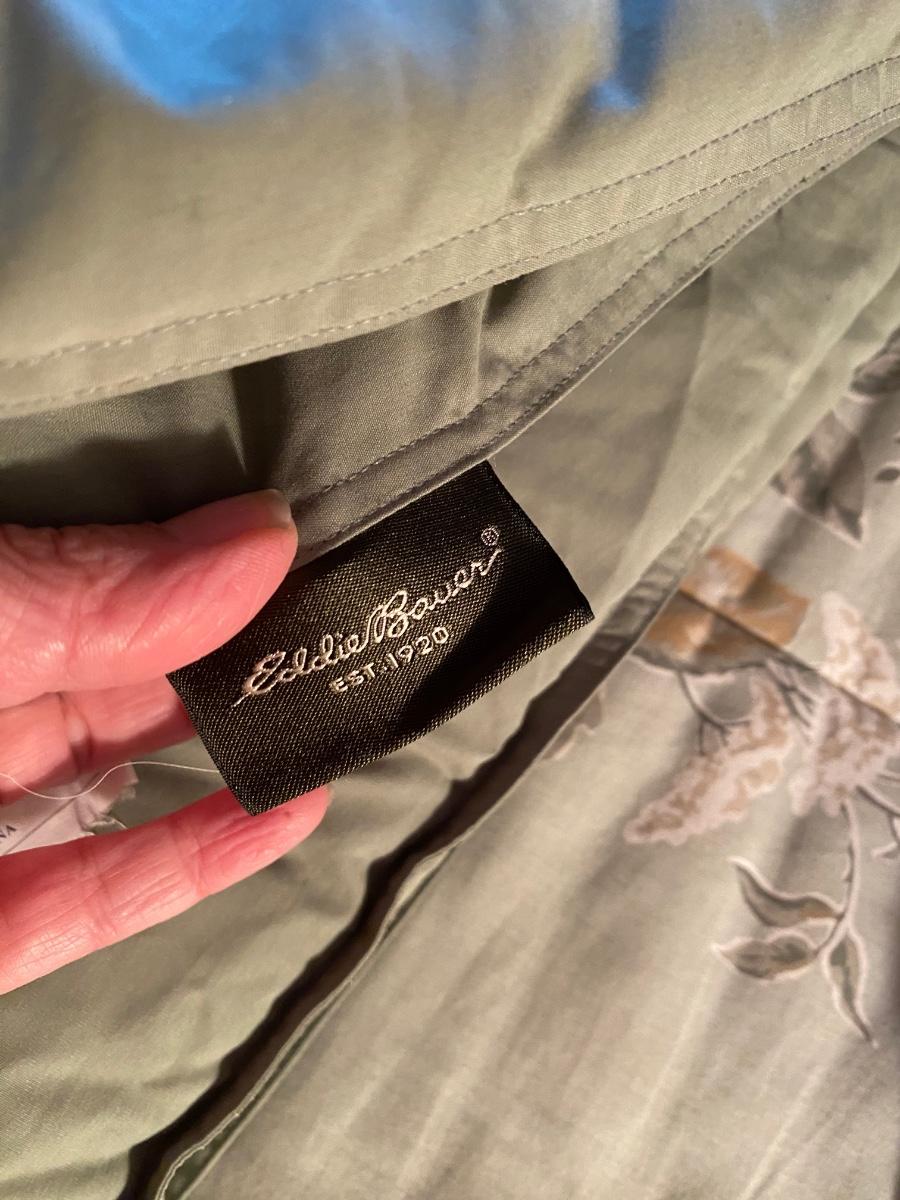 Eddie Bauer®
EST. 1920